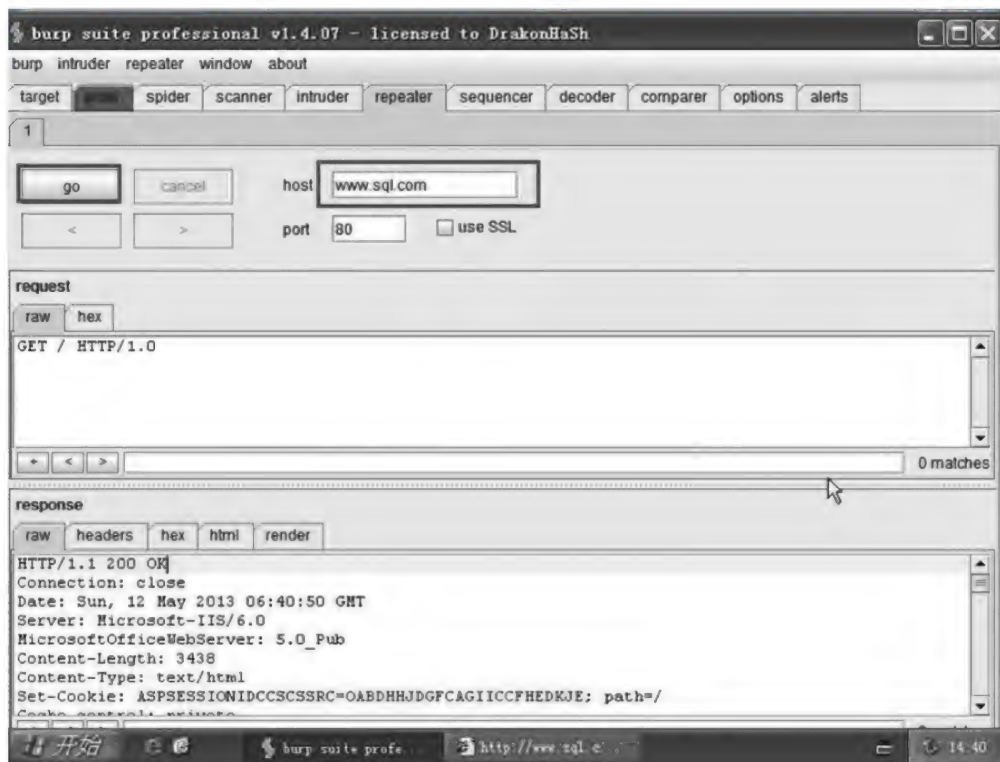 burp suite professional v1.4.07 - licensed to DrakonHaSh
burp intruder repeater window about
target spider scanner intruder repeater sequencer decoder comparer options alerts
1
go cancel host www.sql.com
< > port 80 use SSL
request
raw hex
GET / HTTP/1.0
+ < > 0 matches
response
raw headers hex html render
HTTP/1.1 200 OK
Connection: close
Date: Sun, 12 May 2013 06:40:50 GMT
Server: Microsoft-IIS/6.0
MicrosoftOfficeWebServer: 5.0_Pub
Content-Length: 3438
Content-Type: text/html
Set-Cookie: ASPSESSIONIDCCSCSSRC=OABDHHJDGFCAGIICCFHEDKJE; path=/
开始 burp suite profe... http://www.sql.c 14:40